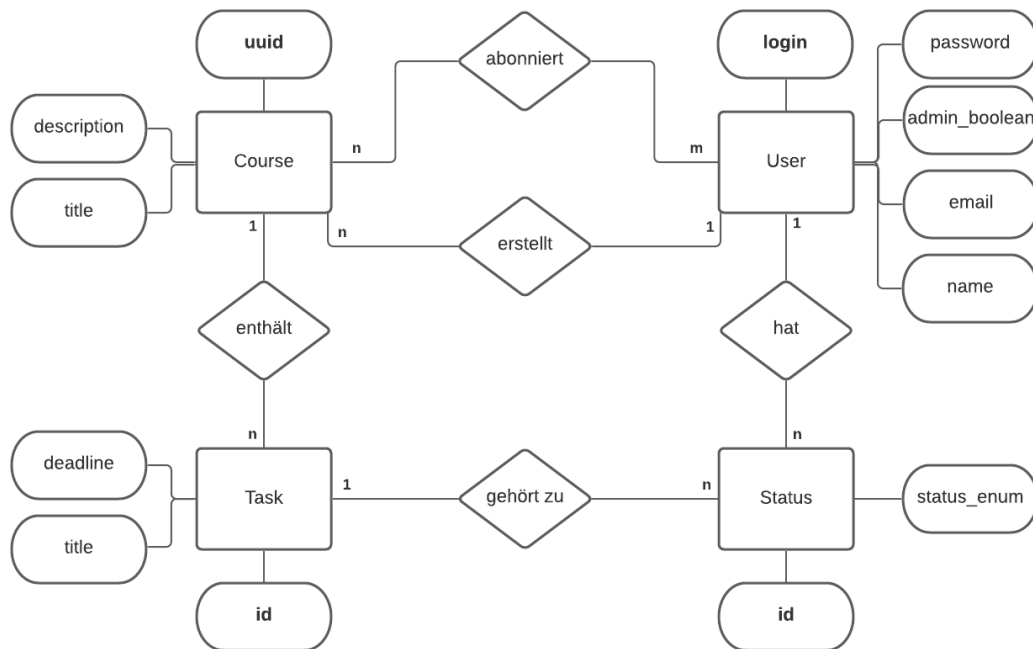 uuid
abonniert
login
password
description
Course
n
m
User
admin_boolean
title
1
n
erstellt
1
1
email
name
enthält
hat
n
n
deadline
Task
1
gehört zu
n
Status
status_enum
title
id
id